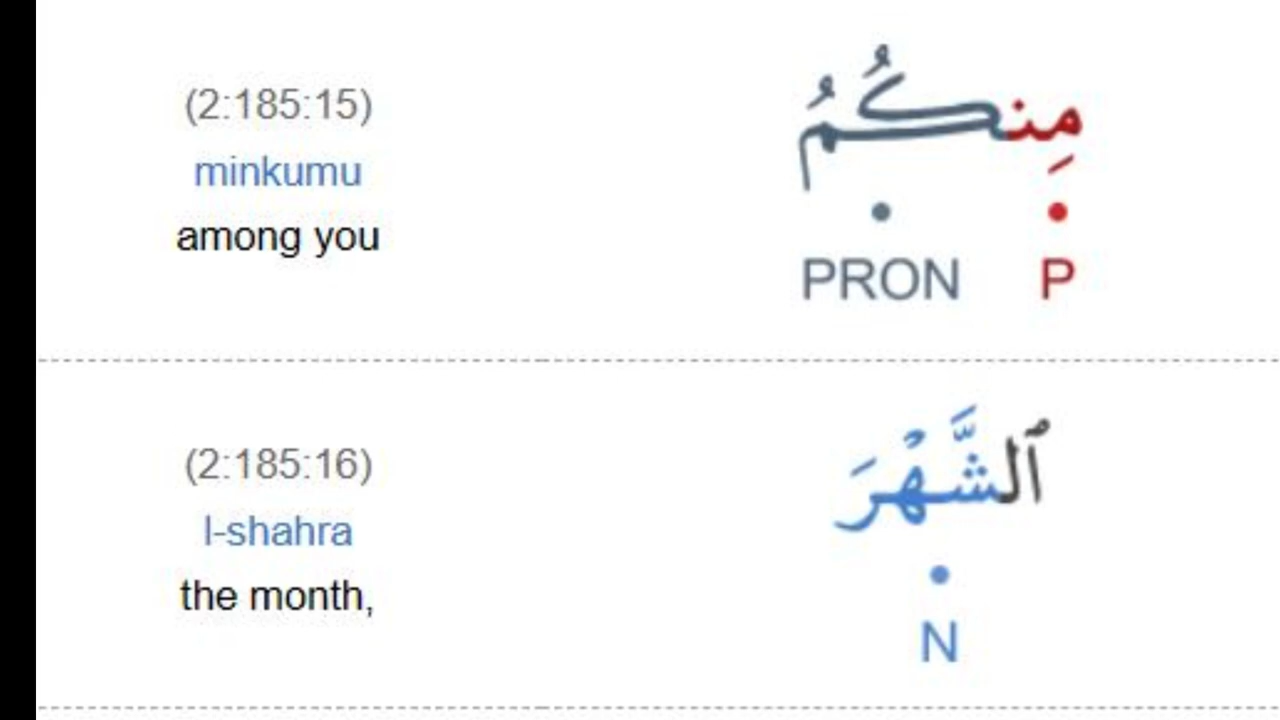 (2:185:15)
minkumu
among you
مِنكُمُ
PRON P
(2:185:16)
l-shahra
the month,
ٱلشَّهْرَ
N